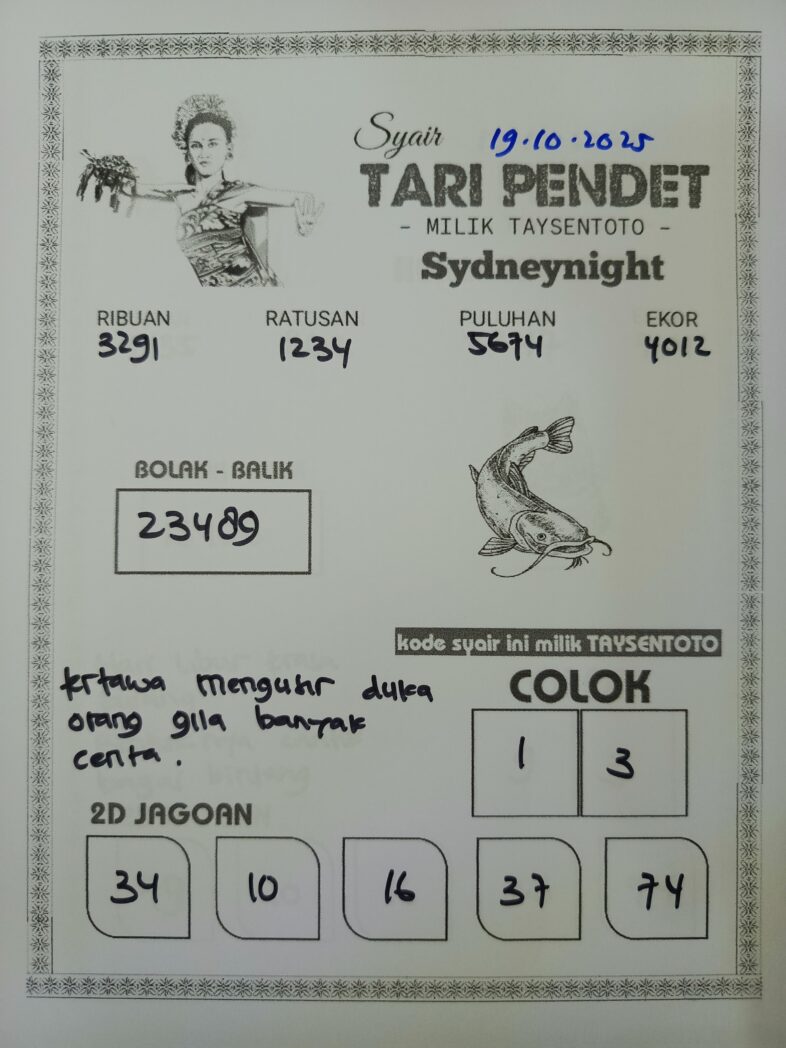 Syair 19.10.2025
TARI PENDET
- MILIK TAYSENTOTO -
Sydneynight
RIBUAN RATUSAN PULUHAN EKOR
3291 1234 5674 4012
BOLAK - BALIK
23489
kode syair ini milik TAYSENTOTO
tertawa mengusir duka
orang gila banyak
cerita.
COLOK
1 3
2D JAGOAN
34 10 16 37 74